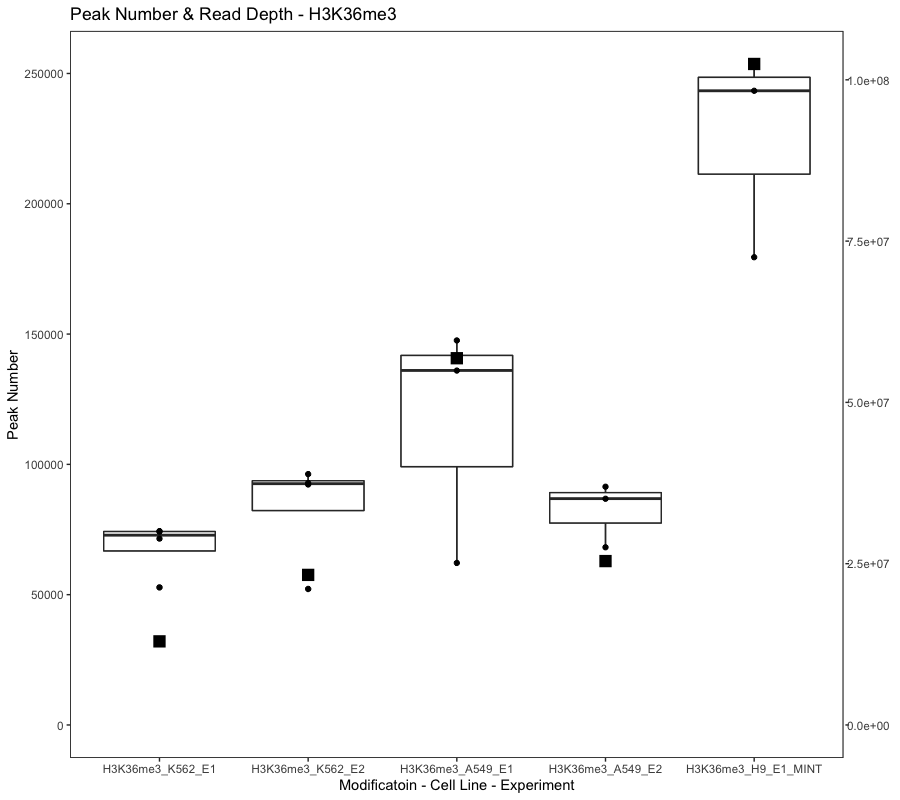 Peak Number & Read Depth - H3K36me3
250000
200000
150000
100000
50000
0
Peak Number
1.0e+08
7.5e+07
5.0e+07
2.5e+07
0.0e+00
H3K36me3_K562_E1
H3K36me3_K562_E2
H3K36me3_A549_E1
H3K36me3_A549_E2
H3K36me3_H9_E1_MINT
Modificatoin - Cell Line - Experiment